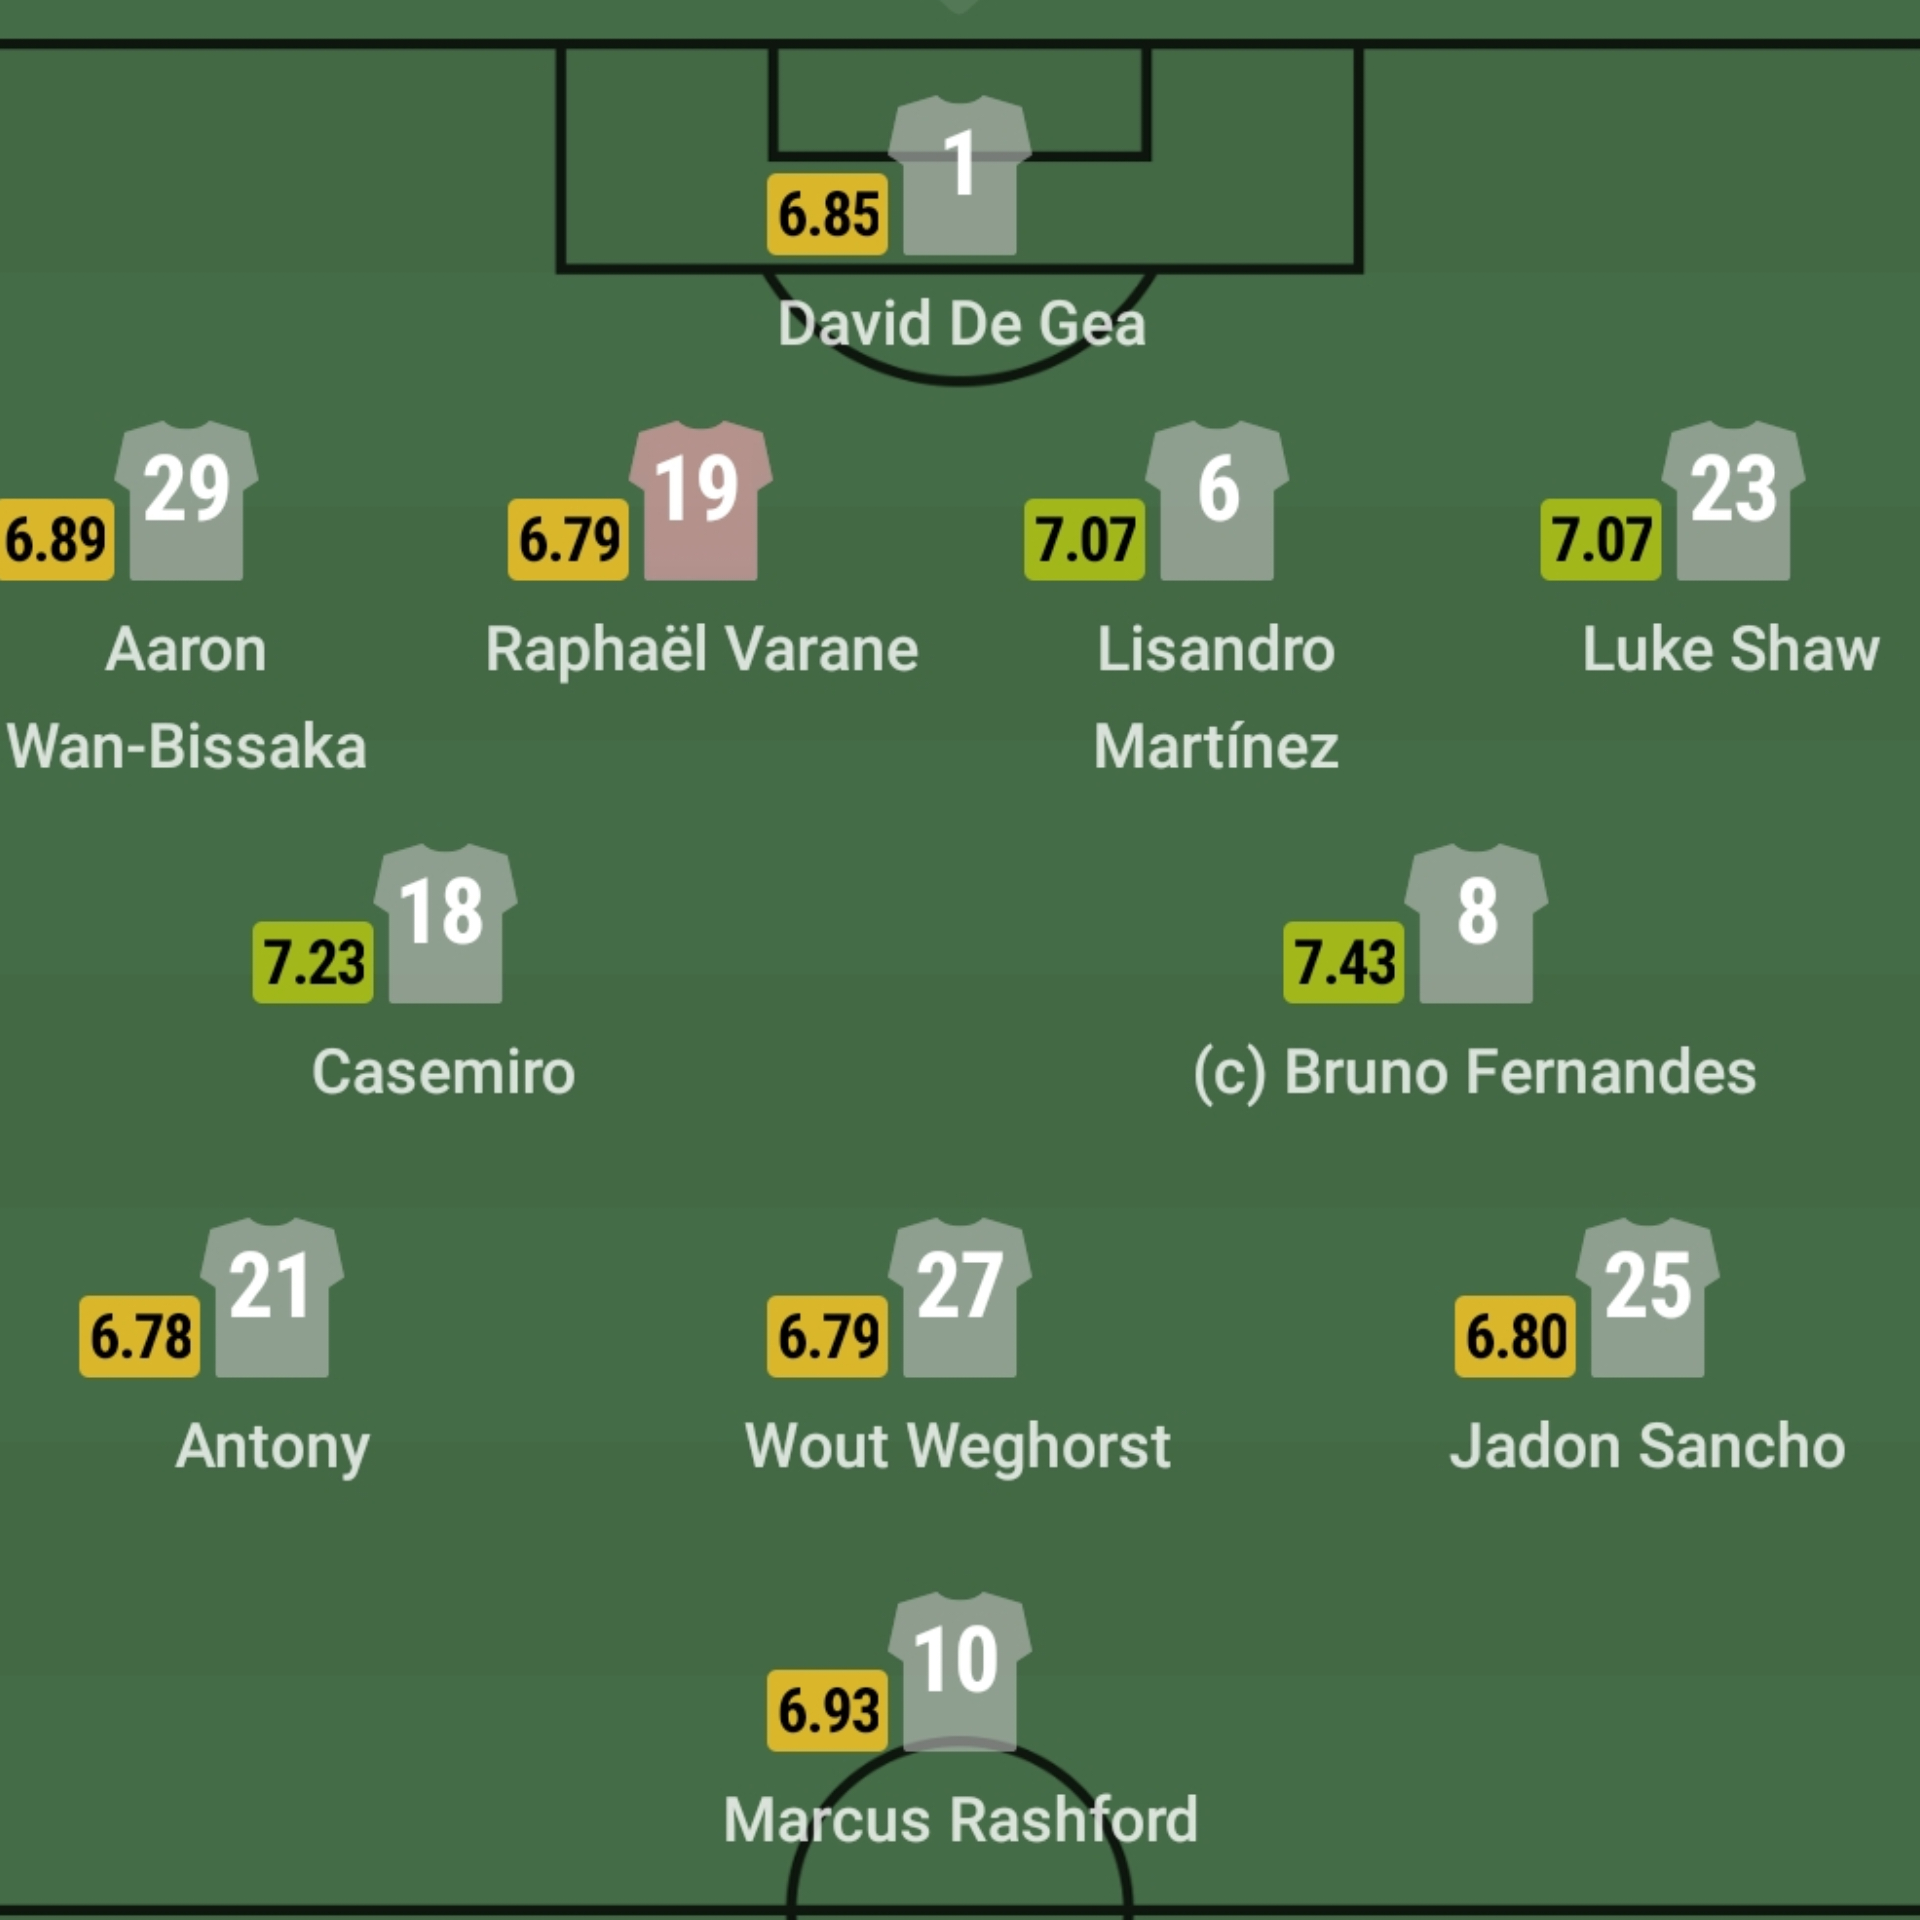 1
6.85
David De Gea
29
6.89
Aaron
Wan-Bissaka
19
6.79
Raphaël Varane
6
7.07
Lisandro
Martínez
23
7.07
Luke Shaw
18
7.23
Casemiro
8
7.43
(c) Bruno Fernandes
21
6.78
Antony
27
6.79
Wout Weghorst
25
6.80
Jadon Sancho
10
6.93
Marcus Rashford